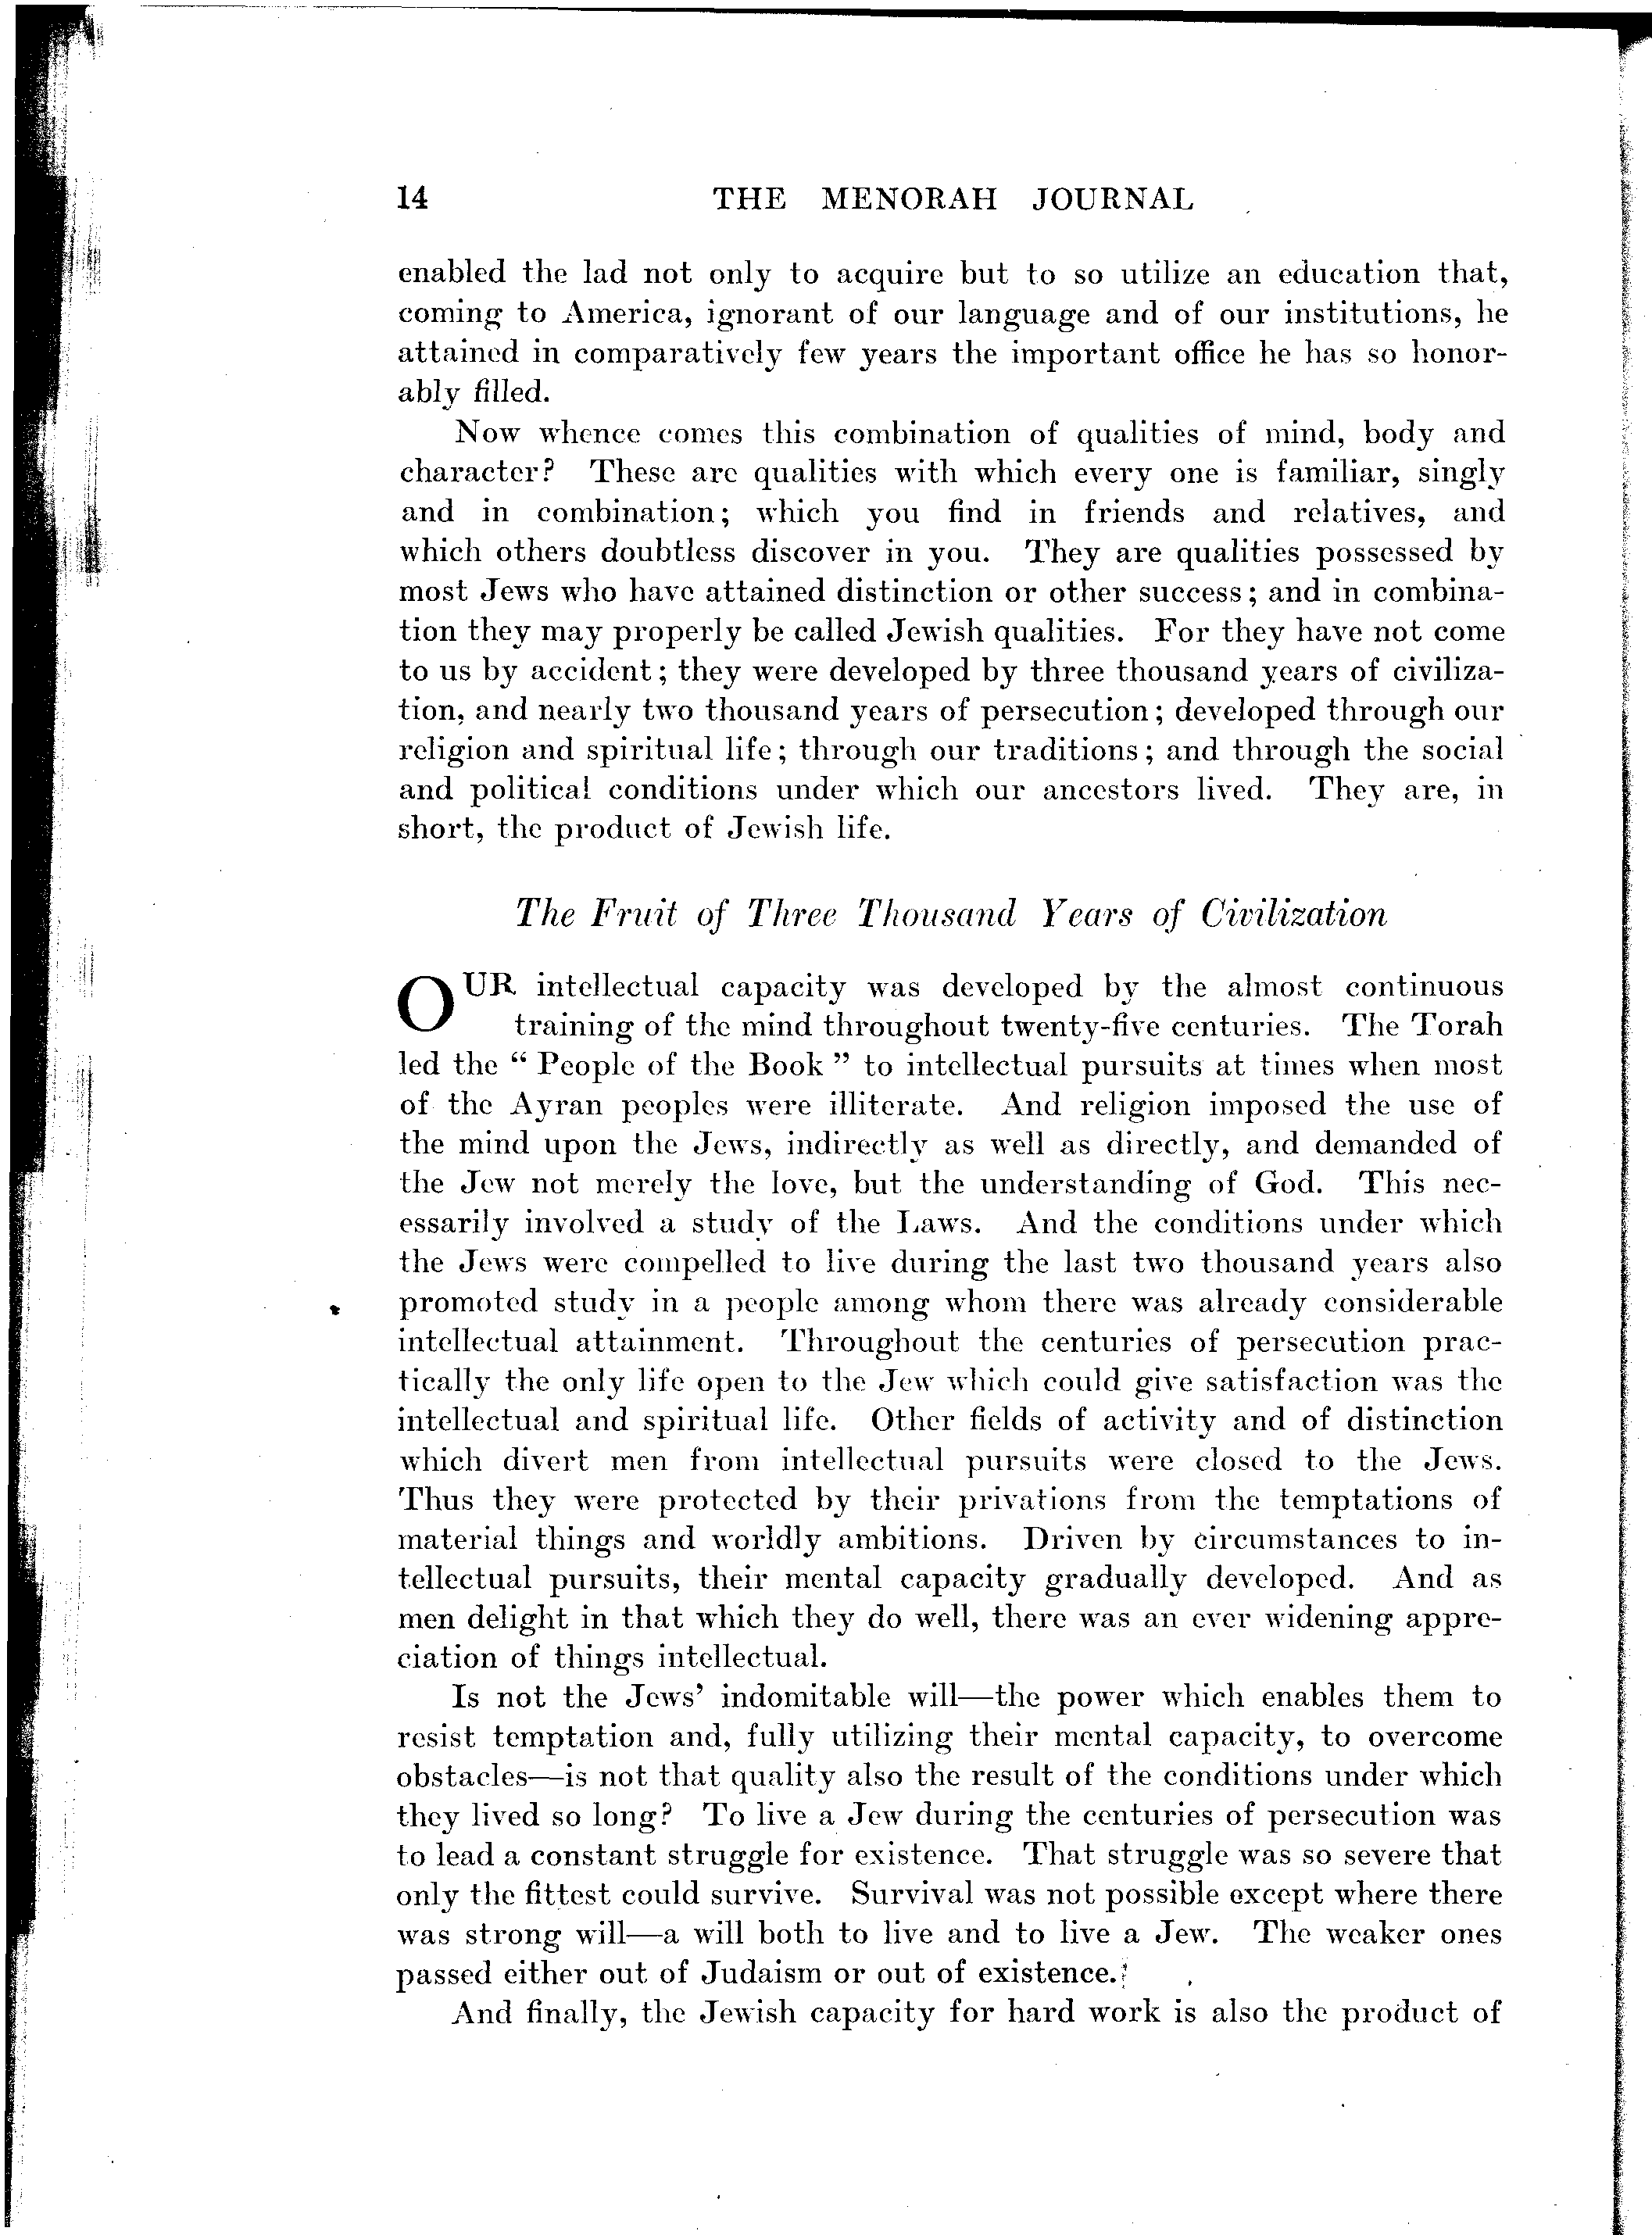 14 THE MENORAH JOURNAL
enabled the lad not only to acquire but to so utilize an education that,
coming to America, ignorant of our language and of our institutions, he
attained in comparatively few years the important office he has so honor-
ably filled.
Now whence comes this combination of qualities of mind, body and
character? These are qualities with which every one is familiar, singly
and in combination; which you find in friends and relatives, and
which others doubtless discover in you. They are qualities possessed by
most Jews who have attained distinction or other success; and in combina-
tion they may properly be called Jewish qualities. For they have not come
to us by accident; they were developed by three thousand years of civiliza-
tion, and nearly two thousand years of persecution; developed through our
religion and spiritual life; through our traditions; and through the social
and political conditions under which our ancestors lived. They are, in
short, the product of Jewish life.
The Fruit of Three Thousand Years of Civilization
OUR intellectual capacity was developed by the almost continuous
training of the mind throughout twenty-five centuries. The Torah
led the “ People of the Book ” to intellectual pursuits at times when most
of the Ayran peoples were illiterate. And religion imposed the use of
the mind upon the Jews, indirectly as well as directly, and demanded of
the Jew not merely the love, but the understanding of God. This nec-
essarily involved a study of the Laws. And the conditions under which
the Jews were compelled to live during the last two thousand years also
promoted study in a people among whom there was already considerable
intellectual attainment. Throughout the centuries of persecution prac-
tically the only life open to the Jew which could give satisfaction was the
intellectual and spiritual life. Other fields of activity and of distinction
which divert men from intellectual pursuits were closed to the Jews.
Thus they were protected by their privations from the temptations of
material things and worldly ambitions. Driven by circumstances to in-
tellectual pursuits, their mental capacity gradually developed. And as
men delight in that which they do well, there was an ever widening appre-
ciation of things intellectual.
Is not the Jews’ indomitable will—the power which enables them to
resist temptation and, fully utilizing their mental capacity, to overcome
obstacles—is not that quality also the result of the conditions under which
they lived so long? To live a Jew during the centuries of persecution was
to lead a constant struggle for existence. That struggle was so severe that
only the fittest could survive. Survival was not possible except where there
was strong will—a will both to live and to live a Jew. The weaker ones
passed either out of Judaism or out of existence.
And finally, the Jewish capacity for hard work is also the product of